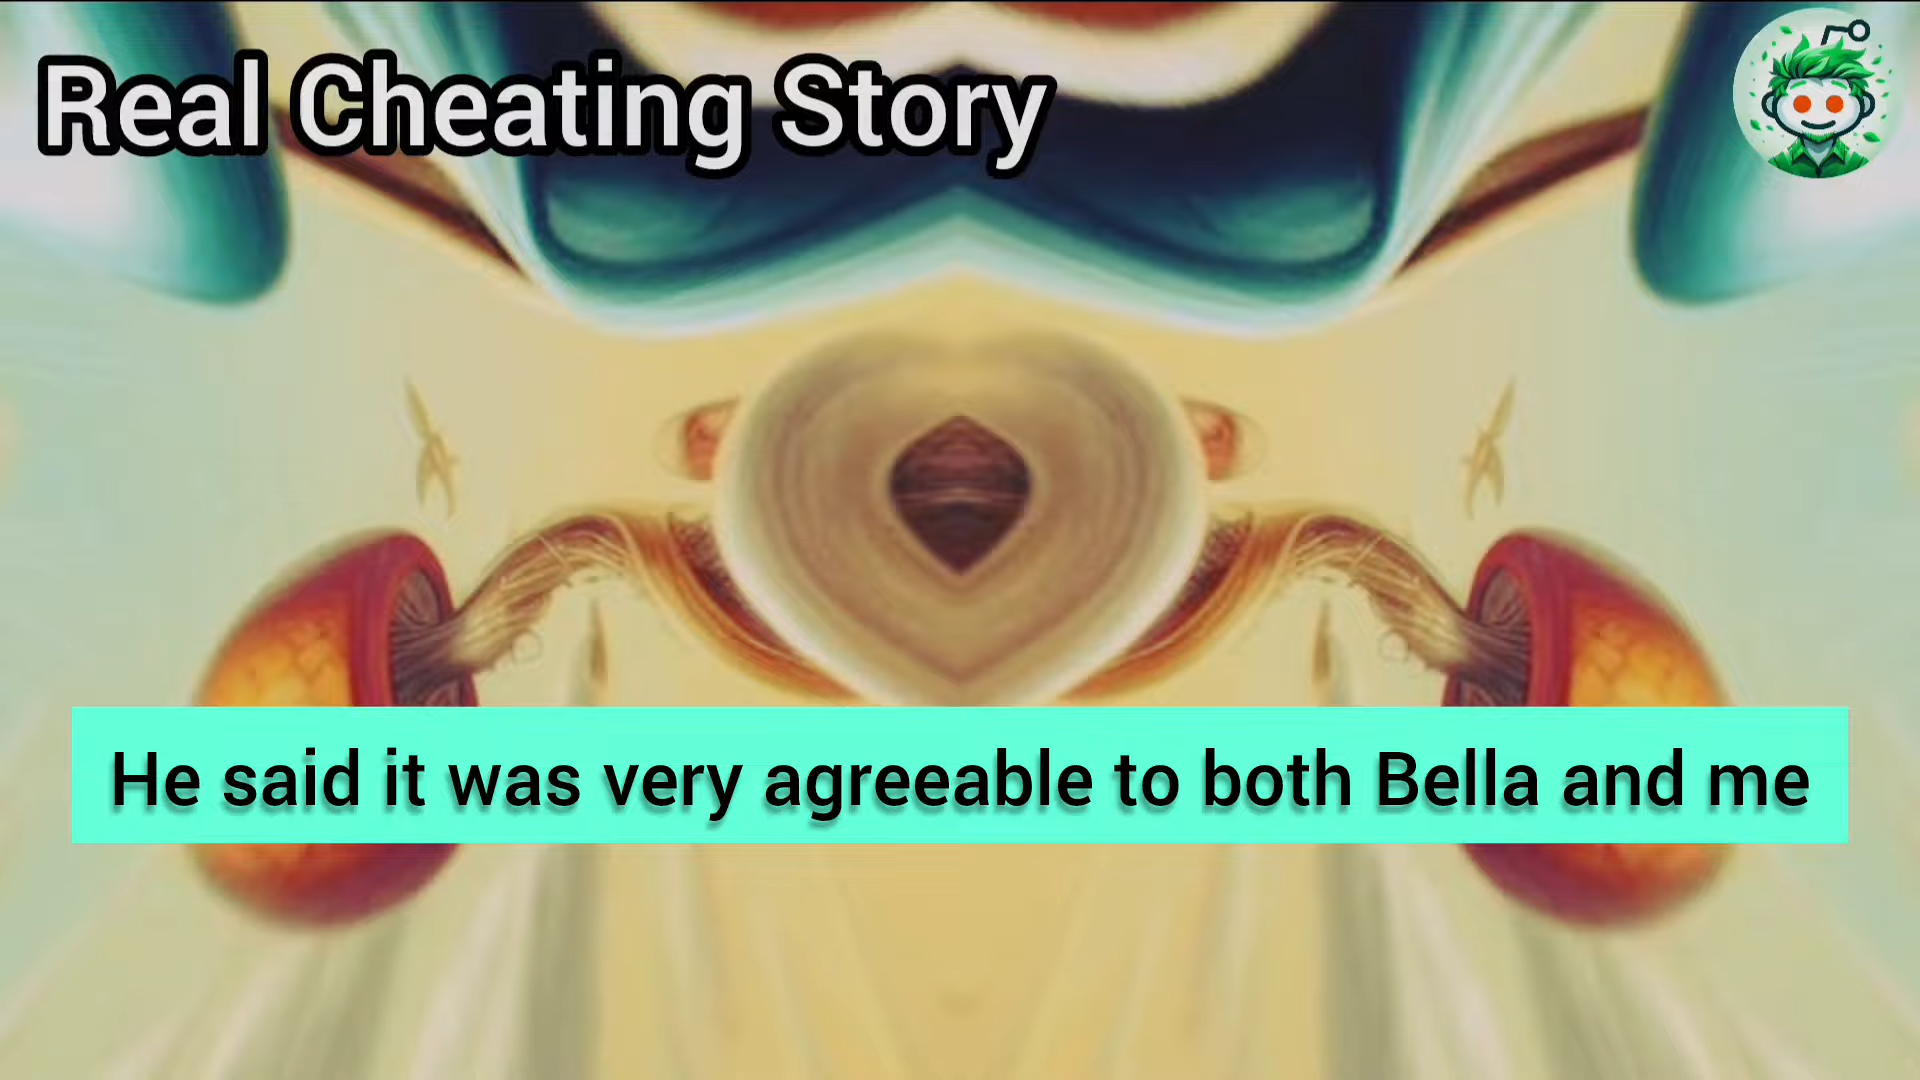 Real Cheating Story
He said it was very agreeable to both Bella and me